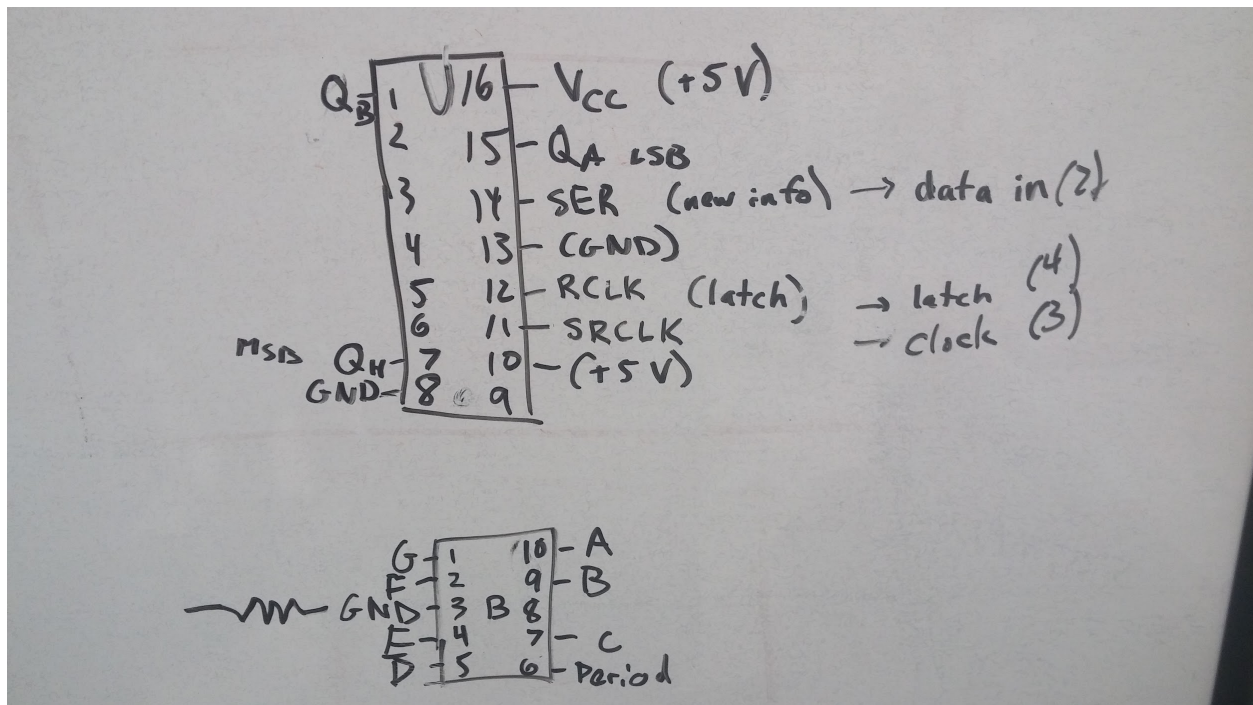 QB 1 16 VCC (+5 V)
2 15 QA LSB
3 14 SER (new info) → data in (2)
4 13 (GND)
5 12 RCLK (latch) → latch (4)
6 11 SRCLK → clock (3)
MSB QH 7 10 (+5 V)
GND 8 9
G 1 10 A
F 2 9 B
GND 3 B 8
E 4 7 C
D 5 6 Period